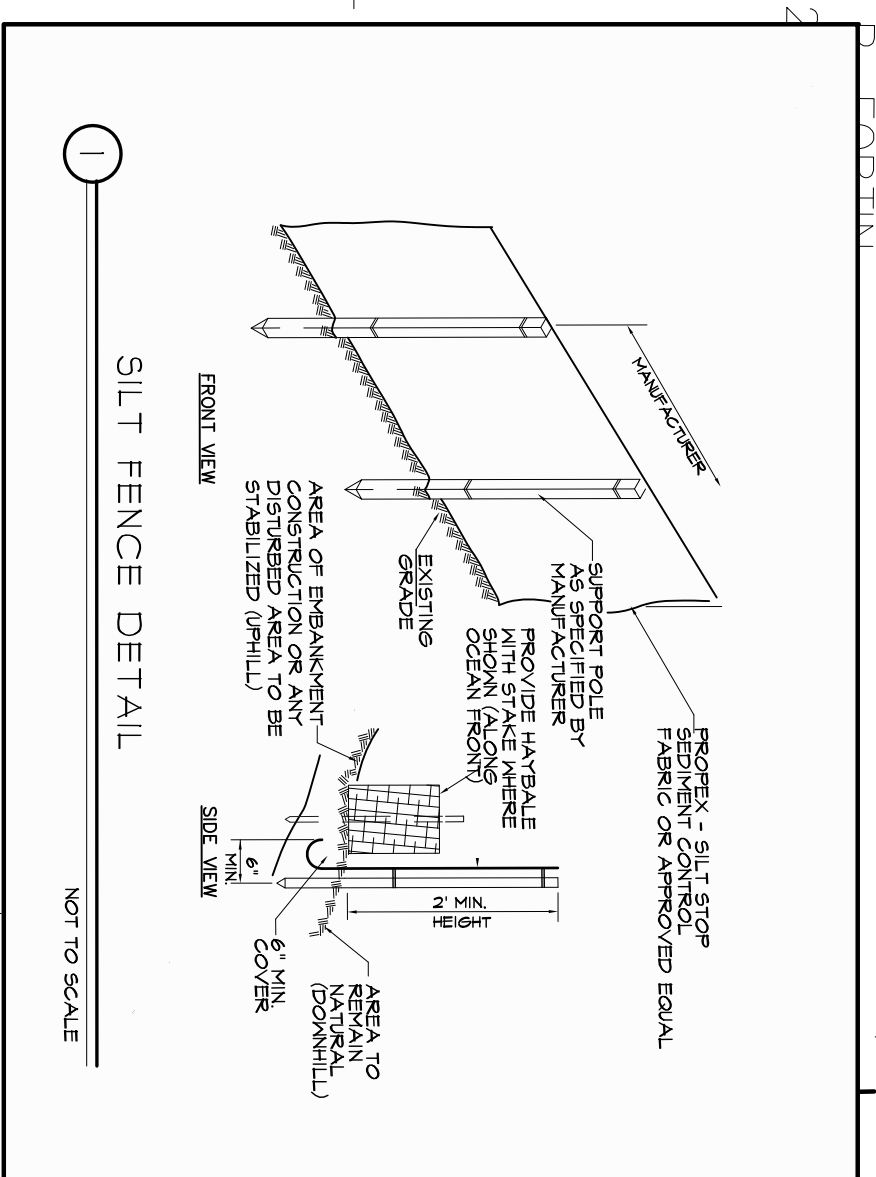 MANUFACTURER
PROPEX - SILT STOP
SEDIMENT CONTROL
FABRIC OR APPROVED EQUAL
SUPPORT POLE
AS SPECIFIED BY
MANUFACTURER
EXISTING
GRADE
PROVIDE HAYBALE
WITH STAKE WHERE
SHOWN (ALONG
OCEAN FRONT)
AREA OF EMBANKMENT
CONSTRUCTION OR ANY
DISTURBED AREA TO BE
STABILIZED (UPHILL)
2' MIN.
HEIGHT
AREA TO
REMAIN
NATURAL
(DOWNHILL)
6" MIN.
COVER
6"
MIN.
FRONT VIEW
SIDE VIEW
1
SILT FENCE DETAIL
NOT TO SCALE